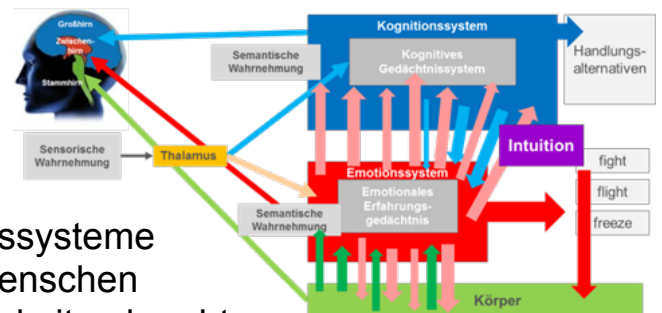 Großhirn
Zwischen-
hirn
Stammhirn
Kognitionssystem
Semantische
Wahrnehmung
Kognitives
Gedächtnissystem
Handlungs-
alternativen
Sensorische
Wahrnehmung
Thalamus
Intuition
Emotionssystem
Emotionales
Erfahrungs-
gedächtnis
Semantische
Wahrnehmung
fight
flight
freeze
Körper
ssysteme
enschen